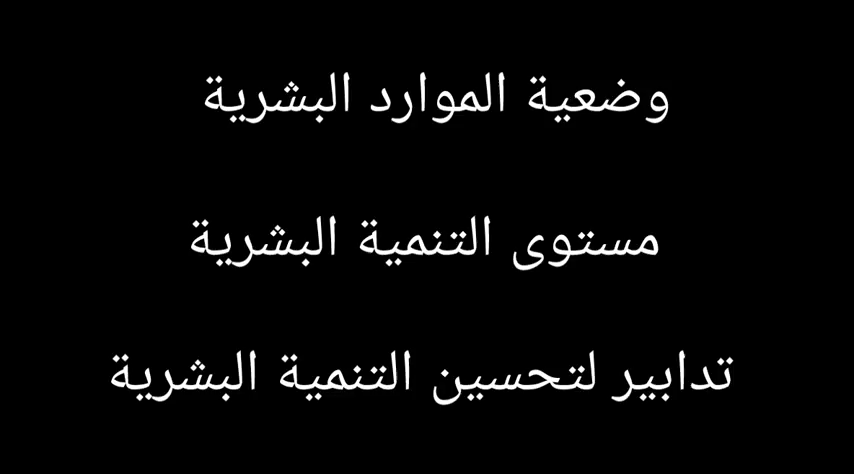 وضعية الموارد البشرية
مستوى التنمية البشرية
تدابير لتحسين التنمية البشرية